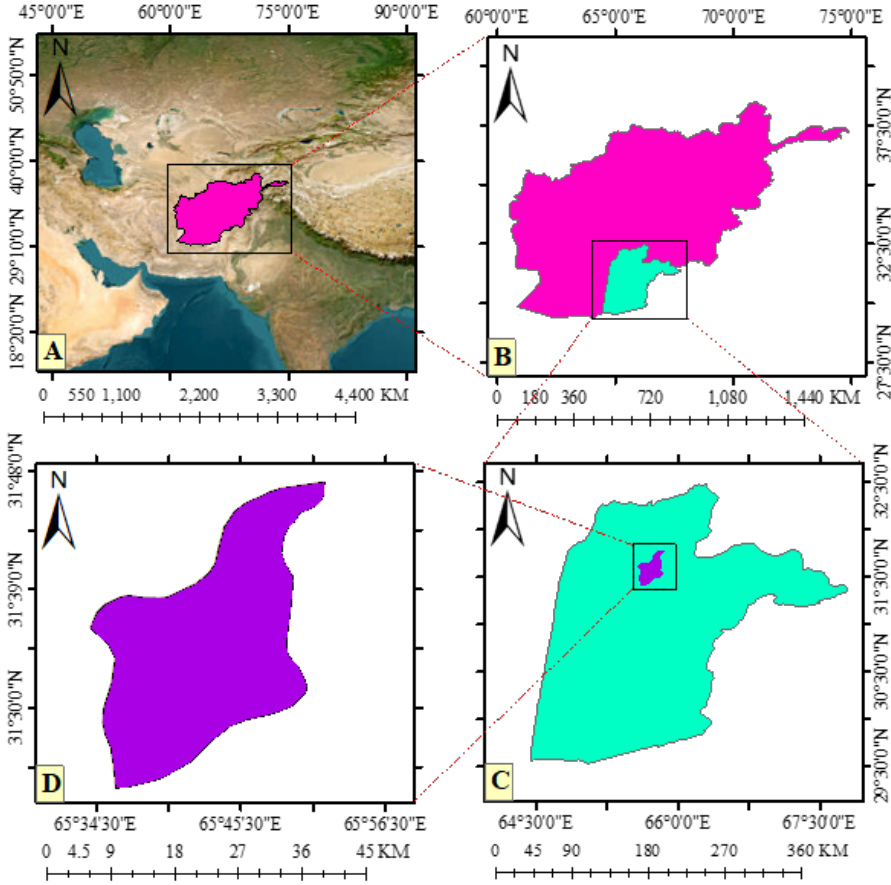 45°0'0"E 60°0'0"E 75°0'0"E 90°0'0"E
50°50'0"N
40°0'0"N
29°10'0"N
18°20'0"N
N
A
0 550 1,100 2,200 3,300 4,400 KM
60°0'0"E 65°0'0"E 70°0'0"E 75°0'0"E
N
37°30'0"N
32°30'0"N
27°30'0"N
B
0 180 360 720 1,080 1,440 KM
31°48'0"N
31°39'0"N
31°30'0"N
N
D
65°34'30"E 65°45'30"E 65°56'30"E
0 4.5 9 18 27 36 45 KM
N
32°30'0"N
31°30'0"N
30°30'0"N
29°30'0"N
C
64°30'0"E 66°0'0"E 67°30'0"E
0 45 90 180 270 360 KM